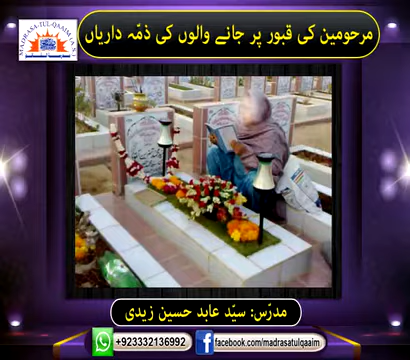 مرحومین کی قبور پر جانے والوں کی ذمّہ داریاں
MADRASA-TUL-QAAIM (A.S)
مدرّس: سیّد عابد حسین زیدی
+923332136992
facebook.com/madrasatulqaaim